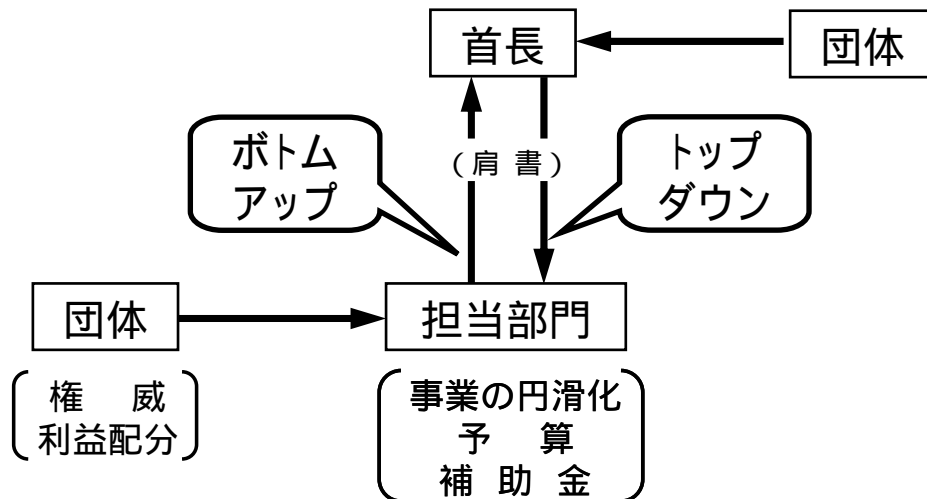 首長
団体
ボトム
アップ
（肩 書）
トップ
ダウン
団体
担当部門
権　威
利益配分
事業の円滑化
予　算
補 助 金